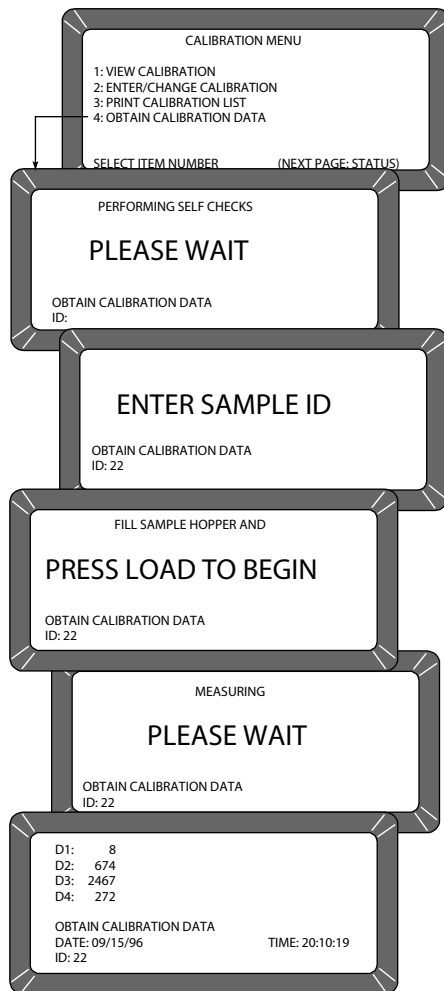 CALIBRATION MENU
1: VIEW CALIBRATION
2: ENTER/CHANGE CALIBRATION
3: PRINT CALIBRATION LIST
4: OBTAIN CALIBRATION DATA
SELECT ITEM NUMBER (NEXT PAGE: STATUS)
PERFORMING SELF CHECKS
PLEASE WAIT
OBTAIN CALIBRATION DATA
ID:
ENTER SAMPLE ID
OBTAIN CALIBRATION DATA
ID: 22
FILL SAMPLE HOPPER AND
PRESS LOAD TO BEGIN
OBTAIN CALIBRATION DATA
ID: 22
MEASURING
PLEASE WAIT
OBTAIN CALIBRATION DATA
ID: 22
D1: 8
D2: 674
D3: 2467
D4: 272
OBTAIN CALIBRATION DATA
DATE: 09/15/96 TIME: 20:10:19
ID: 22